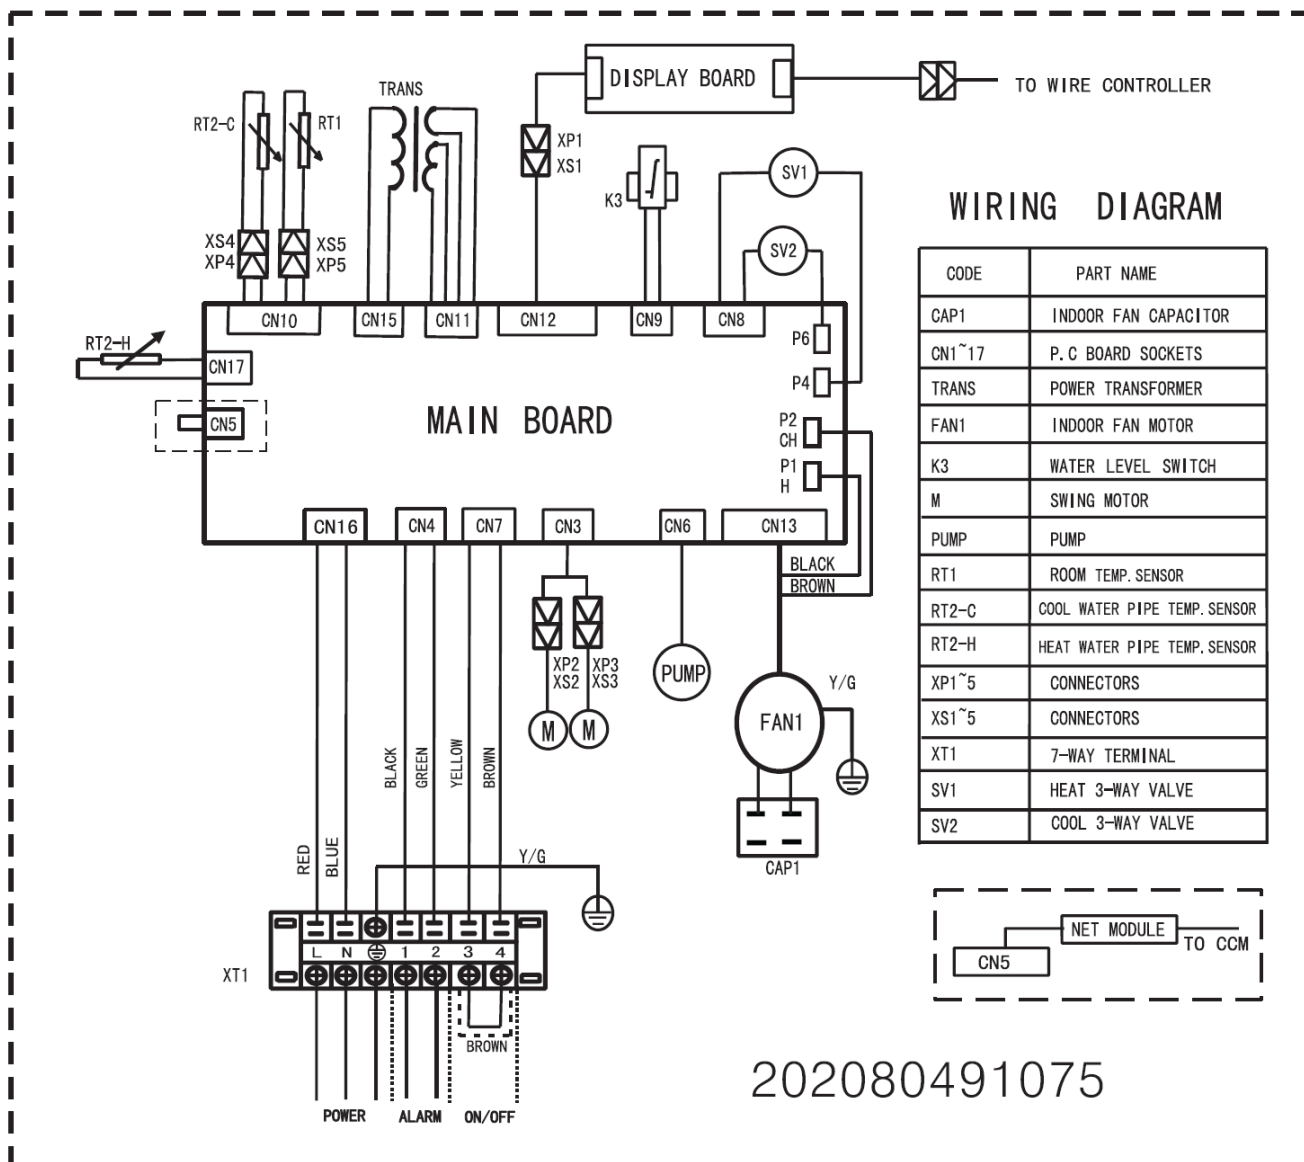 DISPLAY BOARD
TO WIRE CONTROLLER
TRANS
RT2-C
RT1
XP1
XS1
K3
SV1
SV2
XS4
XP4
XS5
XP5
CN10
CN15
CN11
CN12
CN9
CN8
RT2-H
CN17
CN5
MAIN BOARD
P6
P4
P2
CH
P1
H
CN16
CN4
CN7
CN3
CN6
CN13
BLACK
BROWN
XP2
XS2
XP3
XS3
M
M
PUMP
FAN1
Y/G
CAP1
RED
BLUE
BLACK
GREEN
YELLOW
BROWN
Y/G
XT1
L N 1 2 3 4
BROWN
POWER ALARM ON/OFF
WIRING DIAGRAM
CODE PART NAME
CAP1 INDOOR FAN CAPACITOR
CN1~17 P.C BOARD SOCKETS
TRANS POWER TRANSFORMER
FAN1 INDOOR FAN MOTOR
K3 WATER LEVEL SWITCH
M SWING MOTOR
PUMP PUMP
RT1 ROOM TEMP.SENSOR
RT2-C COOL WATER PIPE TEMP.SENSOR
RT2-H HEAT WATER PIPE TEMP.SENSOR
XP1~5 CONNECTORS
XS1~5 CONNECTORS
XT1 7-WAY TERMINAL
SV1 HEAT 3-WAY VALVE
SV2 COOL 3-WAY VALVE
NET MODULE
TO CCM
CN5
202080491075